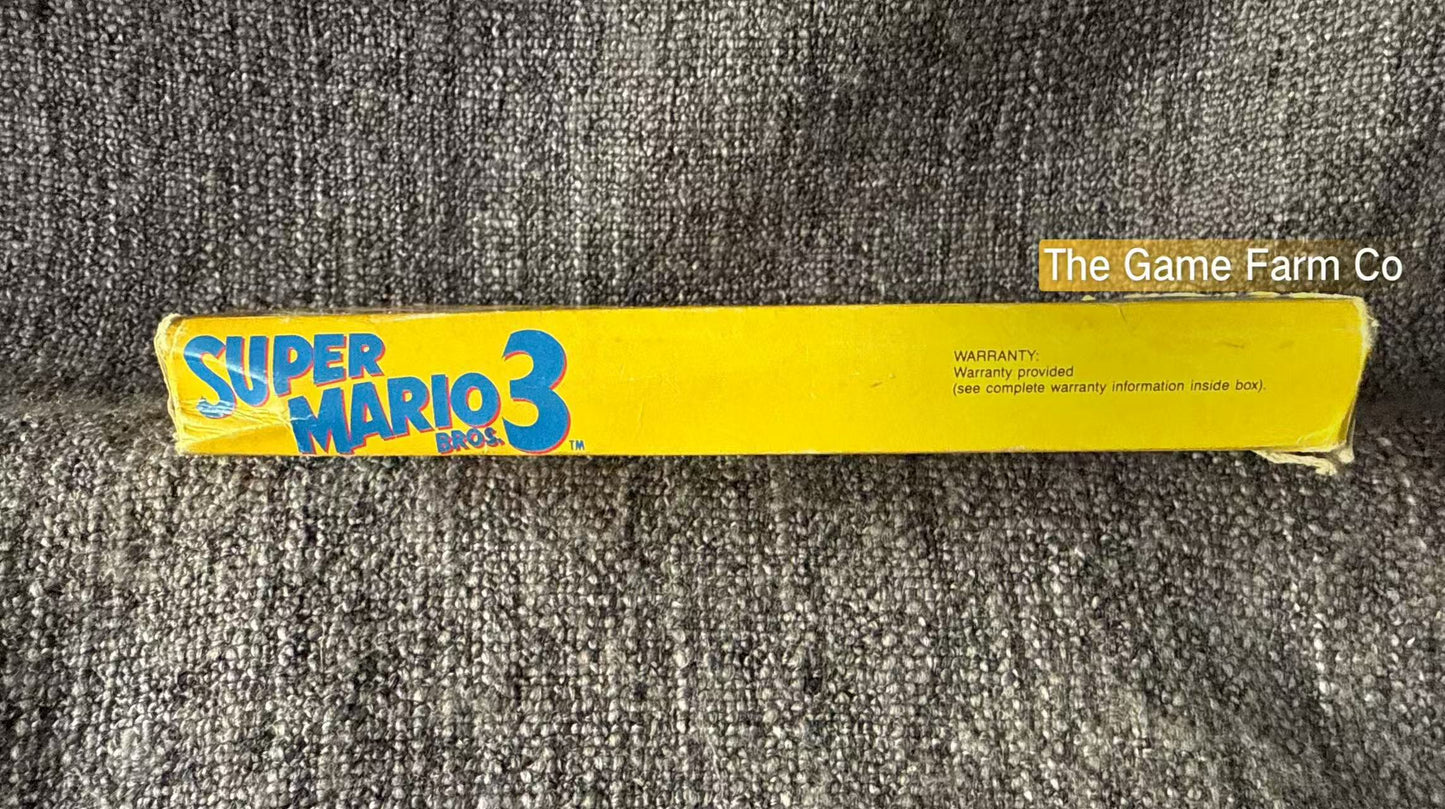 The Game Farm Co
SUPER
MARIO 3
BROS. TM
WARRANTY:
Warranty provided
(see complete warranty information inside box).